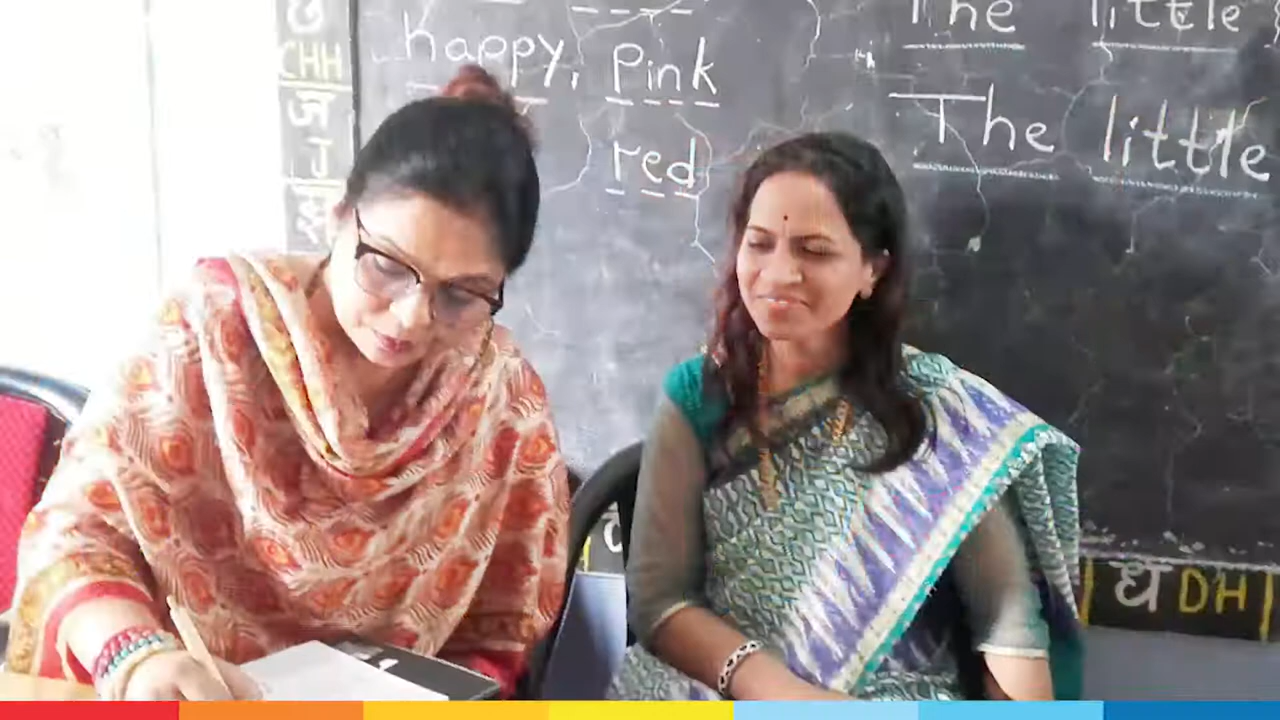 छ
CHH
ज
J
झ
The little
happy, Pink
The little
red
ध DH